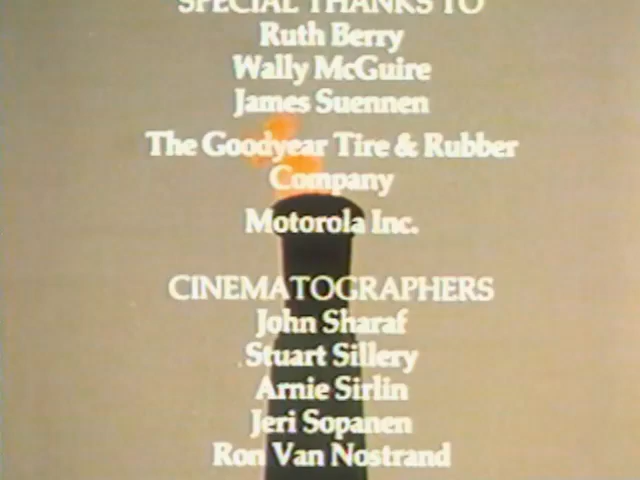 SPECIAL THANKS TO
Ruth Berry
Wally McGuire
James Suennen
The Goodyear Tire & Rubber
Company
Motorola Inc.
CINEMATOGRAPHERS
John Sharaf
Stuart Sillery
Arnie Sirlin
Jeri Sopanen
Ron Van Nostrand